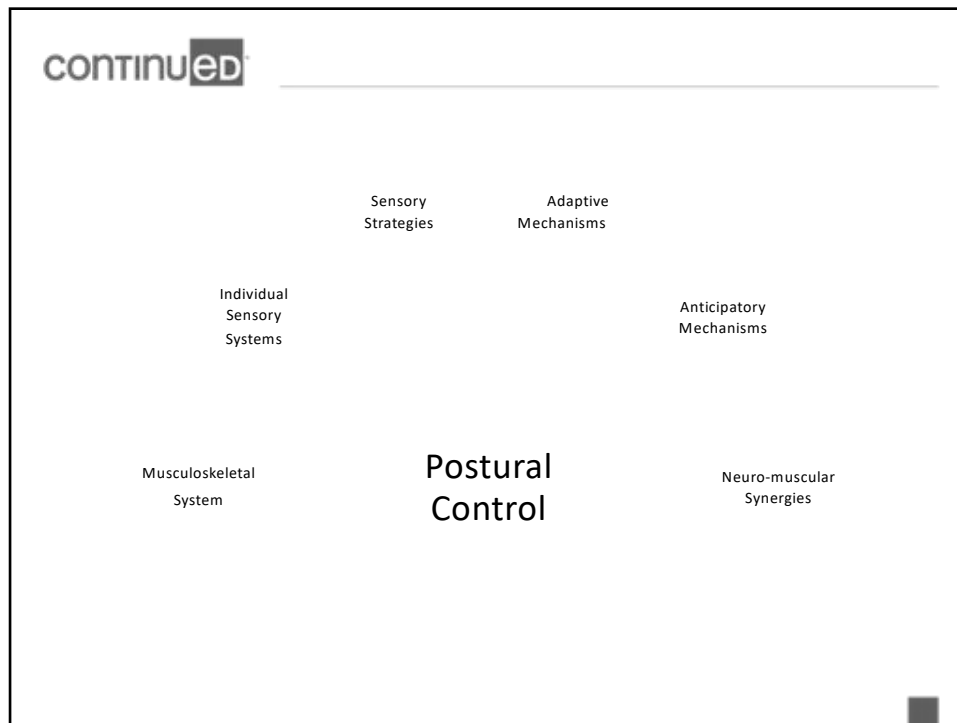 continued
Sensory
Strategies
Adaptive
Mechanisms
Individual
Sensory
Systems
Anticipatory
Mechanisms
Musculoskeletal
System
Postural
Control
Neuro-muscular
Synergies